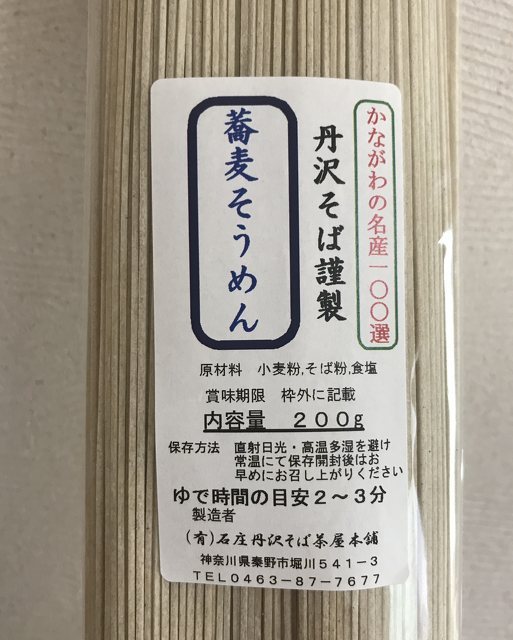 かながわの名産一〇〇選
丹沢そば謹製
蕎麦そうめん
原材料　小麦粉,そば粉,食塩
賞味期限　枠外に記載
内容量　２００g
保存方法　直射日光・高温多湿を避け
常温にて保存開封後はお
早めにお召し上がりください
ゆで時間の目安２～３分
製造者
(有)石庄丹沢そば茶屋本舗
神奈川県秦野市堀川５４１－３
ＴＥＬ０４６３－８７－７６７７